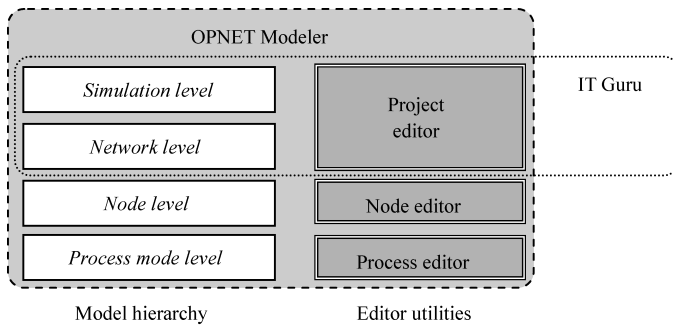 OPNET Modeler
IT Guru
Simulation level
Project
editor
Network level
Node level
Node editor
Process mode level
Process editor
Model hierarchy
Editor utilities